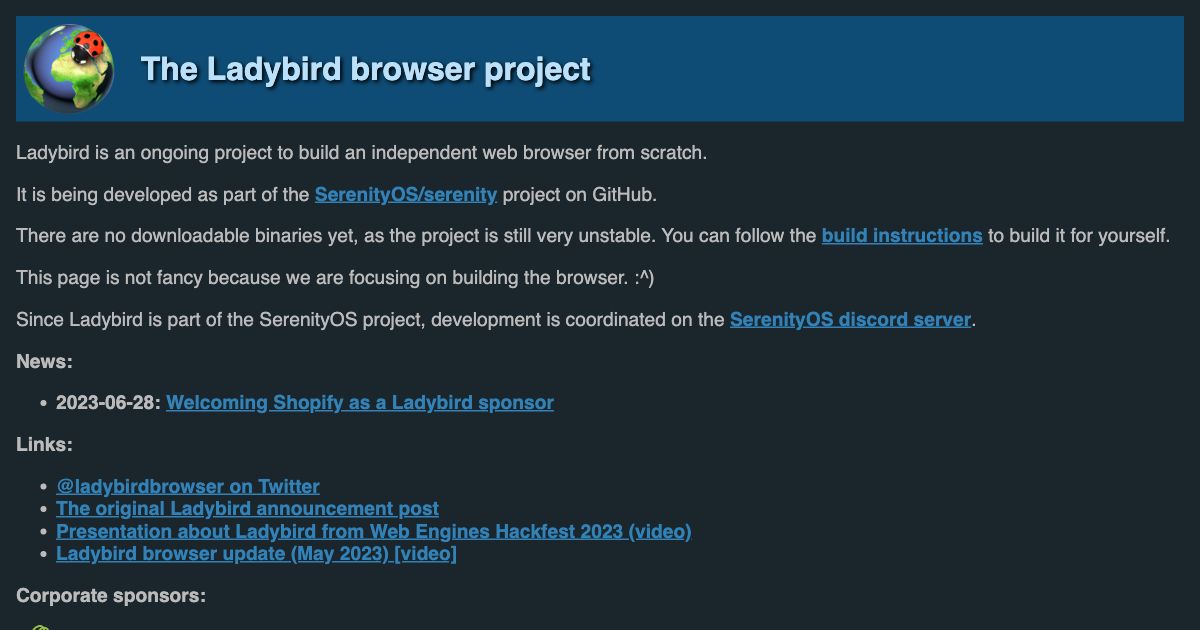 The Ladybird browser project
Ladybird is an ongoing project to build an independent web browser from scratch.
It is being developed as part of the SerenityOS/serenity project on GitHub.
There are no downloadable binaries yet, as the project is still very unstable. You can follow the build instructions to build it for yourself.
This page is not fancy because we are focusing on building the browser. :^)
Since Ladybird is part of the SerenityOS project, development is coordinated on the SerenityOS discord server.
News:
• 2023-06-28: Welcoming Shopify as a Ladybird sponsor
Links:
• @ladybirdbrowser on Twitter
• The original Ladybird announcement post
• Presentation about Ladybird from Web Engines Hackfest 2023 (video)
• Ladybird browser update (May 2023) [video]
Corporate sponsors: